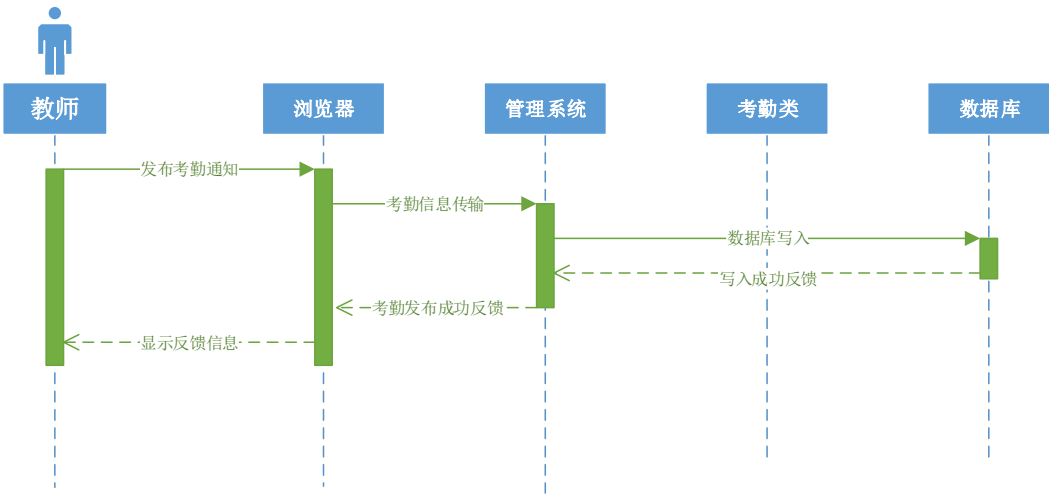 教师
浏览器
管理系统
考勤类
数据库
发布考勤通知
考勤信息传输
数据库写入
写入成功反馈
考勤发布成功反馈
显示反馈信息